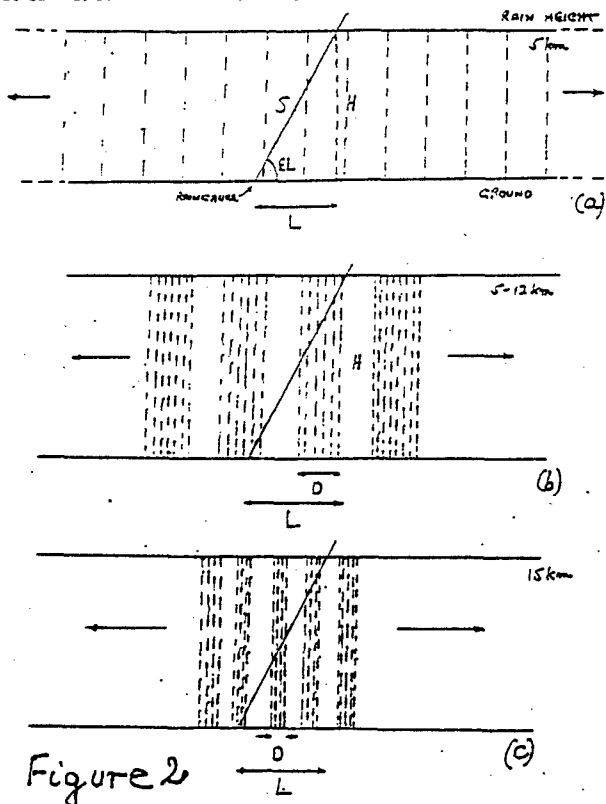 RAIN HEIGHT
5 km
S
H
EL
RAINGAUGE
GROUND
L
(a)
5-12 km
H
D
L
(b)
15 km
D
L
(c)
Figure 2